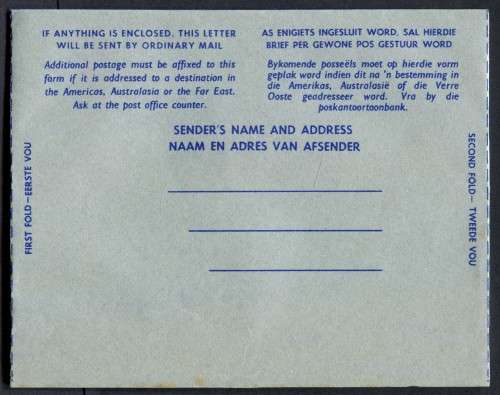 IF ANYTHING IS ENCLOSED, THIS LETTER
WILL BE SENT BY ORDINARY MAIL
Additional postage must be affixed to this
form if it is addressed to a destination in
the Americas, Australasia or the Far East.
Ask at the post office counter.
AS ENIGIETS INGESLUIT WORD, SAL HIERDIE
BRIEF PER GEWONE POS GESTUUR WORD
Bykomende posseëls moet op hierdie vorm
geplak word indien dit na 'n bestemming in
die Amerikas, Australasië of die Verre
Ooste geadresseer word. Vra by die
poskantoortoonbank.
SENDER'S NAME AND ADDRESS
NAAM EN ADRES VAN AFSENDER
FIRST FOLD—EERSTE VOU
SECOND FOLD— TWEEDE VOU